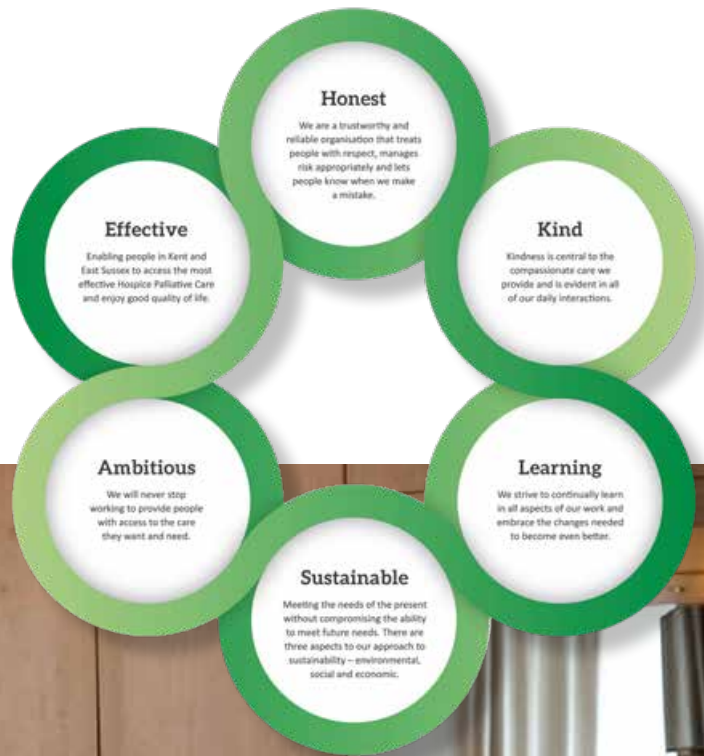 Honest
We are a trustworthy and
reliable organisation that treats
people with respect, manages
risk appropriately and lets
people know when we make
a mistake.
Kind
Kindness is central to the
compassionate care we
provide and is evident in all
of our daily interactions.
Learning
We strive to continually learn
in all aspects of our work and
embrace the changes needed
to become even better.
Sustainable
Meeting the needs of the present
without compromising the ability
to meet future needs. There are
three aspects to our approach to
sustainability – environmental,
social and economic.
Ambitious
We will never stop
working to provide people
with access to the care
they want and need.
Effective
Enabling people in Kent and
East Sussex to access the most
effective Hospice Palliative Care
and enjoy good quality of life.